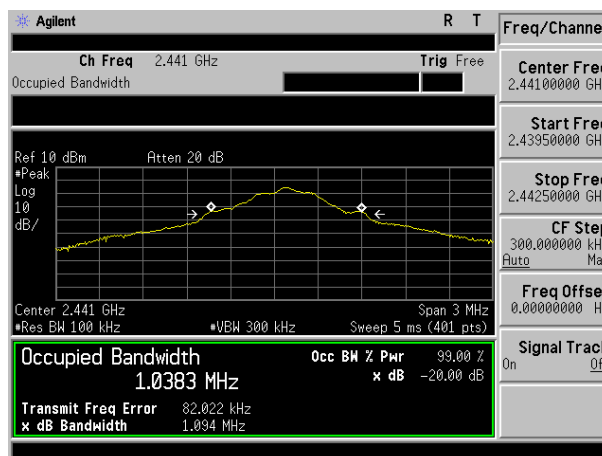 Agilent R T
Ch Freq 2.441 GHz Trig Free
Occupied Bandwidth
Ref 10 dBm Atten 20 dB
#Peak
Log
10
dB/
Center 2.441 GHz Span 3 MHz
#Res BW 100 kHz #VBW 300 kHz Sweep 5 ms (401 pts)
Occupied Bandwidth
1.0383 MHz
Occ BW % Pwr 99.00 %
x dB -20.00 dB
Transmit Freq Error 82.022 kHz
x dB Bandwidth 1.094 MHz
Freq/Channe
Center Fre
2.44100000 GH
Start Fre
2.43950000 GH
Stop Fre
2.44250000 GH
CF Ste
300.000000 kH
Auto Ma
Freq Offse
0.00000000 H
Signal Trac
On Of